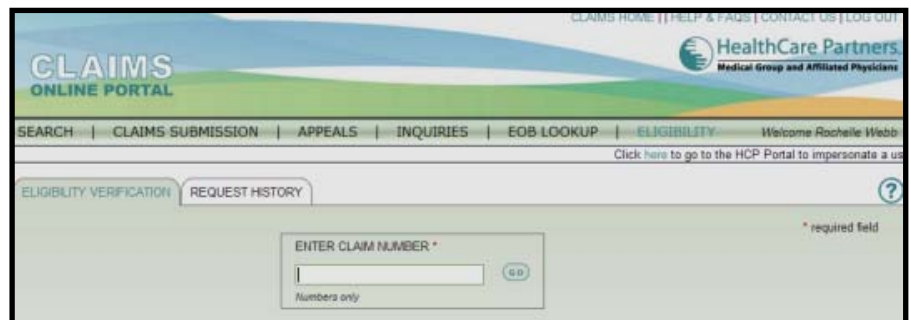 CLAIMS HOME | | HELP & FAQS | CONTACT US | LOG OUT
HealthCare Partners
Medical Group and Affiliated Physicians
CLAIMS
ONLINE PORTAL
SEARCH | CLAIMS SUBMISSION | APPEALS | INQUIRIES | EOB LOOKUP | ELIGIBILITY Welcome Rochelle Webb
Click here to go to the HCP Portal to impersonate a us
ELIGIBILITY VERIFICATION REQUEST HISTORY ?
* required field
ENTER CLAIM NUMBER *
GO
Numbers only